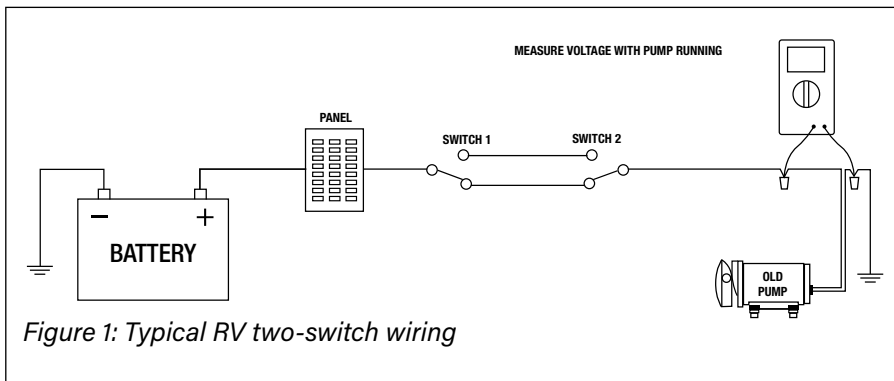 MEASURE VOLTAGE WITH PUMP RUNNING
PANEL
SWITCH 1
SWITCH 2
− +
BATTERY
OLD
PUMP
Figure 1: Typical RV two-switch wiring